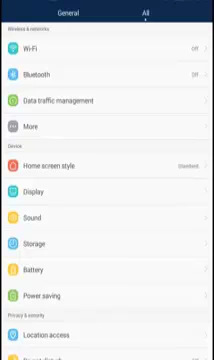 General
All
Wireless & networks
Wi-Fi
Off
Bluetooth
Off
Data traffic management
More
Device
Home screen style
Standard
Display
Sound
Storage
Battery
Power saving
Privacy & security
Location access